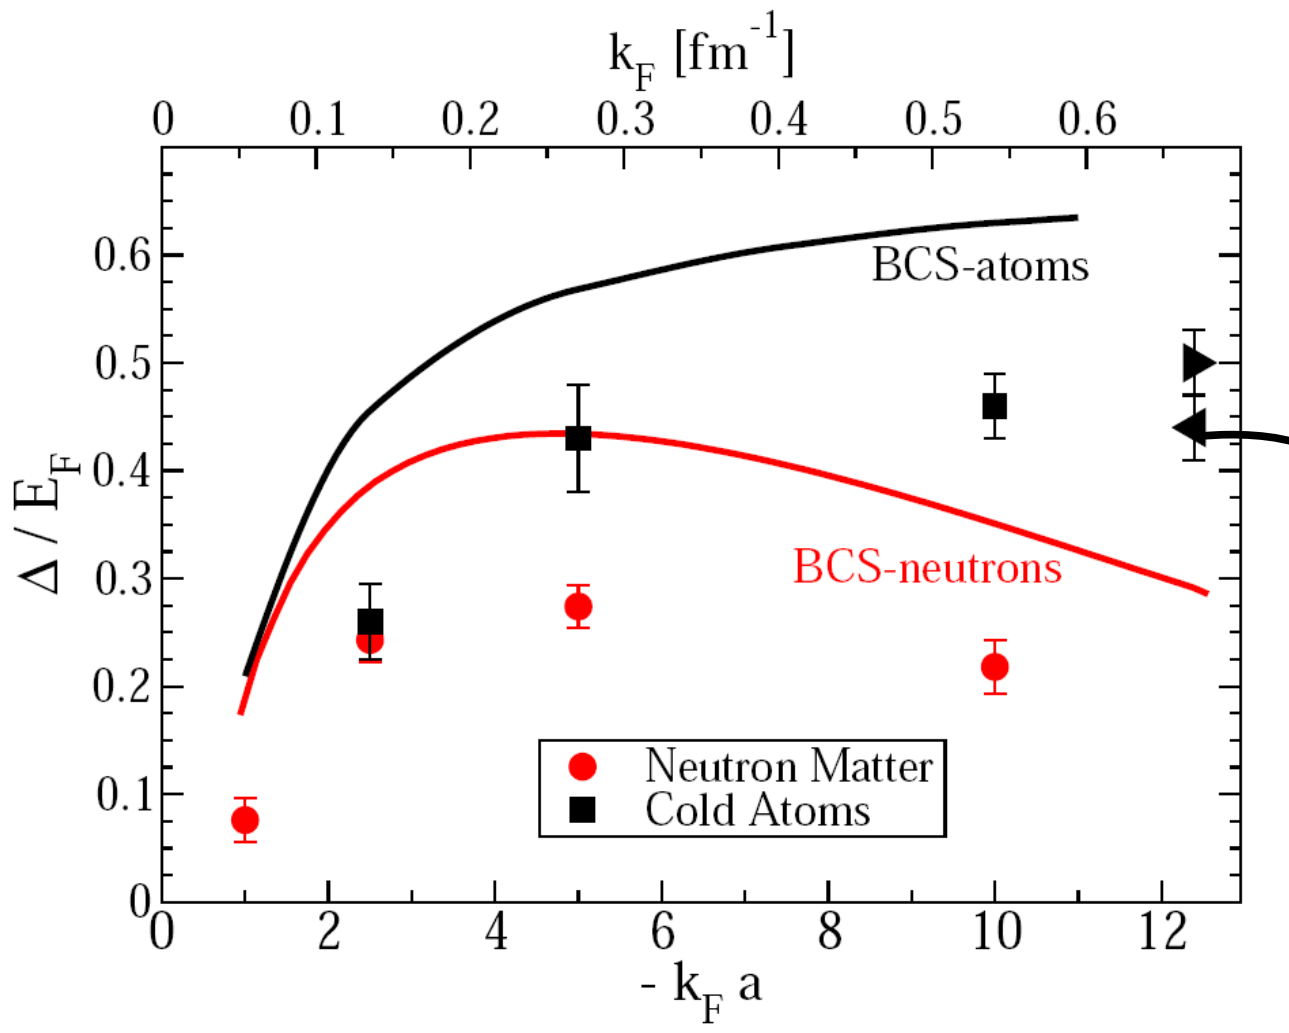 k_F [fm^-1]
0 0.1 0.2 0.3 0.4 0.5 0.6
Δ / E_F
0.6
0.5
0.4
0.3
0.2
0.1
0
BCS-atoms
BCS-neutrons
Neutron Matter
Cold Atoms
0 2 4 6 8 10 12
- k_F a